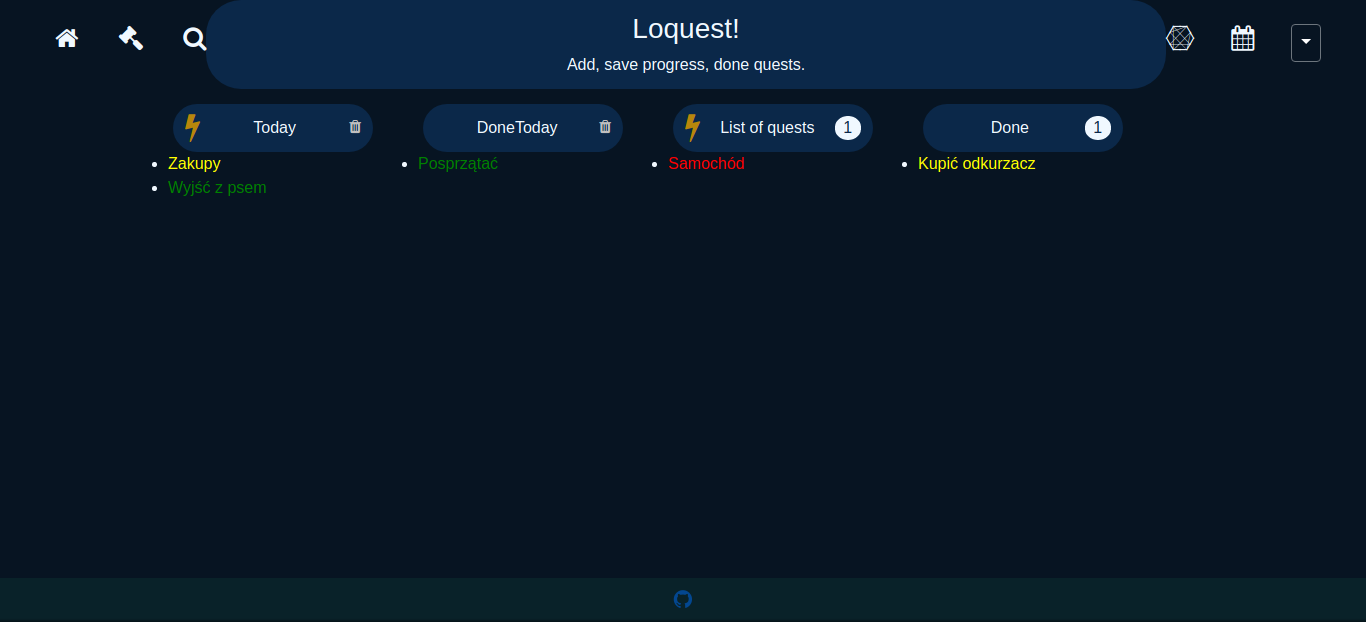 Loquest!
Add, save progress, done quests.
Today
DoneToday
List of quests 1
Done 1
Zakupy
Wyjść z psem
Posprzątać
Samochód
Kupić odkurzacz